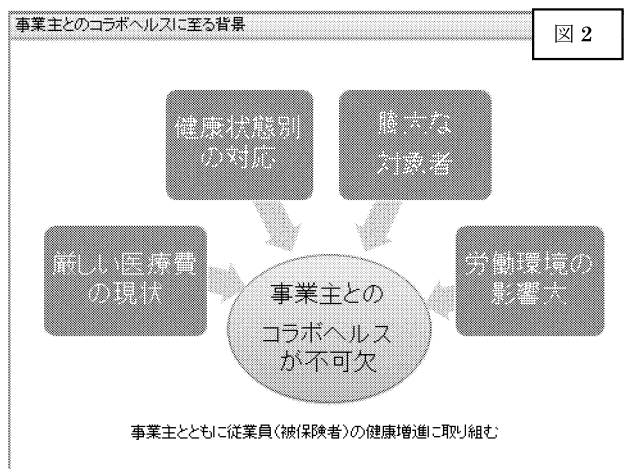 事業主とのコラボヘルスに至る背景
図 2
健康状態別
の対応
膨大な
対象者
厳しい医療費
の現状
労働環境の
影響大
事業主との
コラボヘルス
が不可欠
事業主とともに従業員(被保険者)の健康増進に取り組む